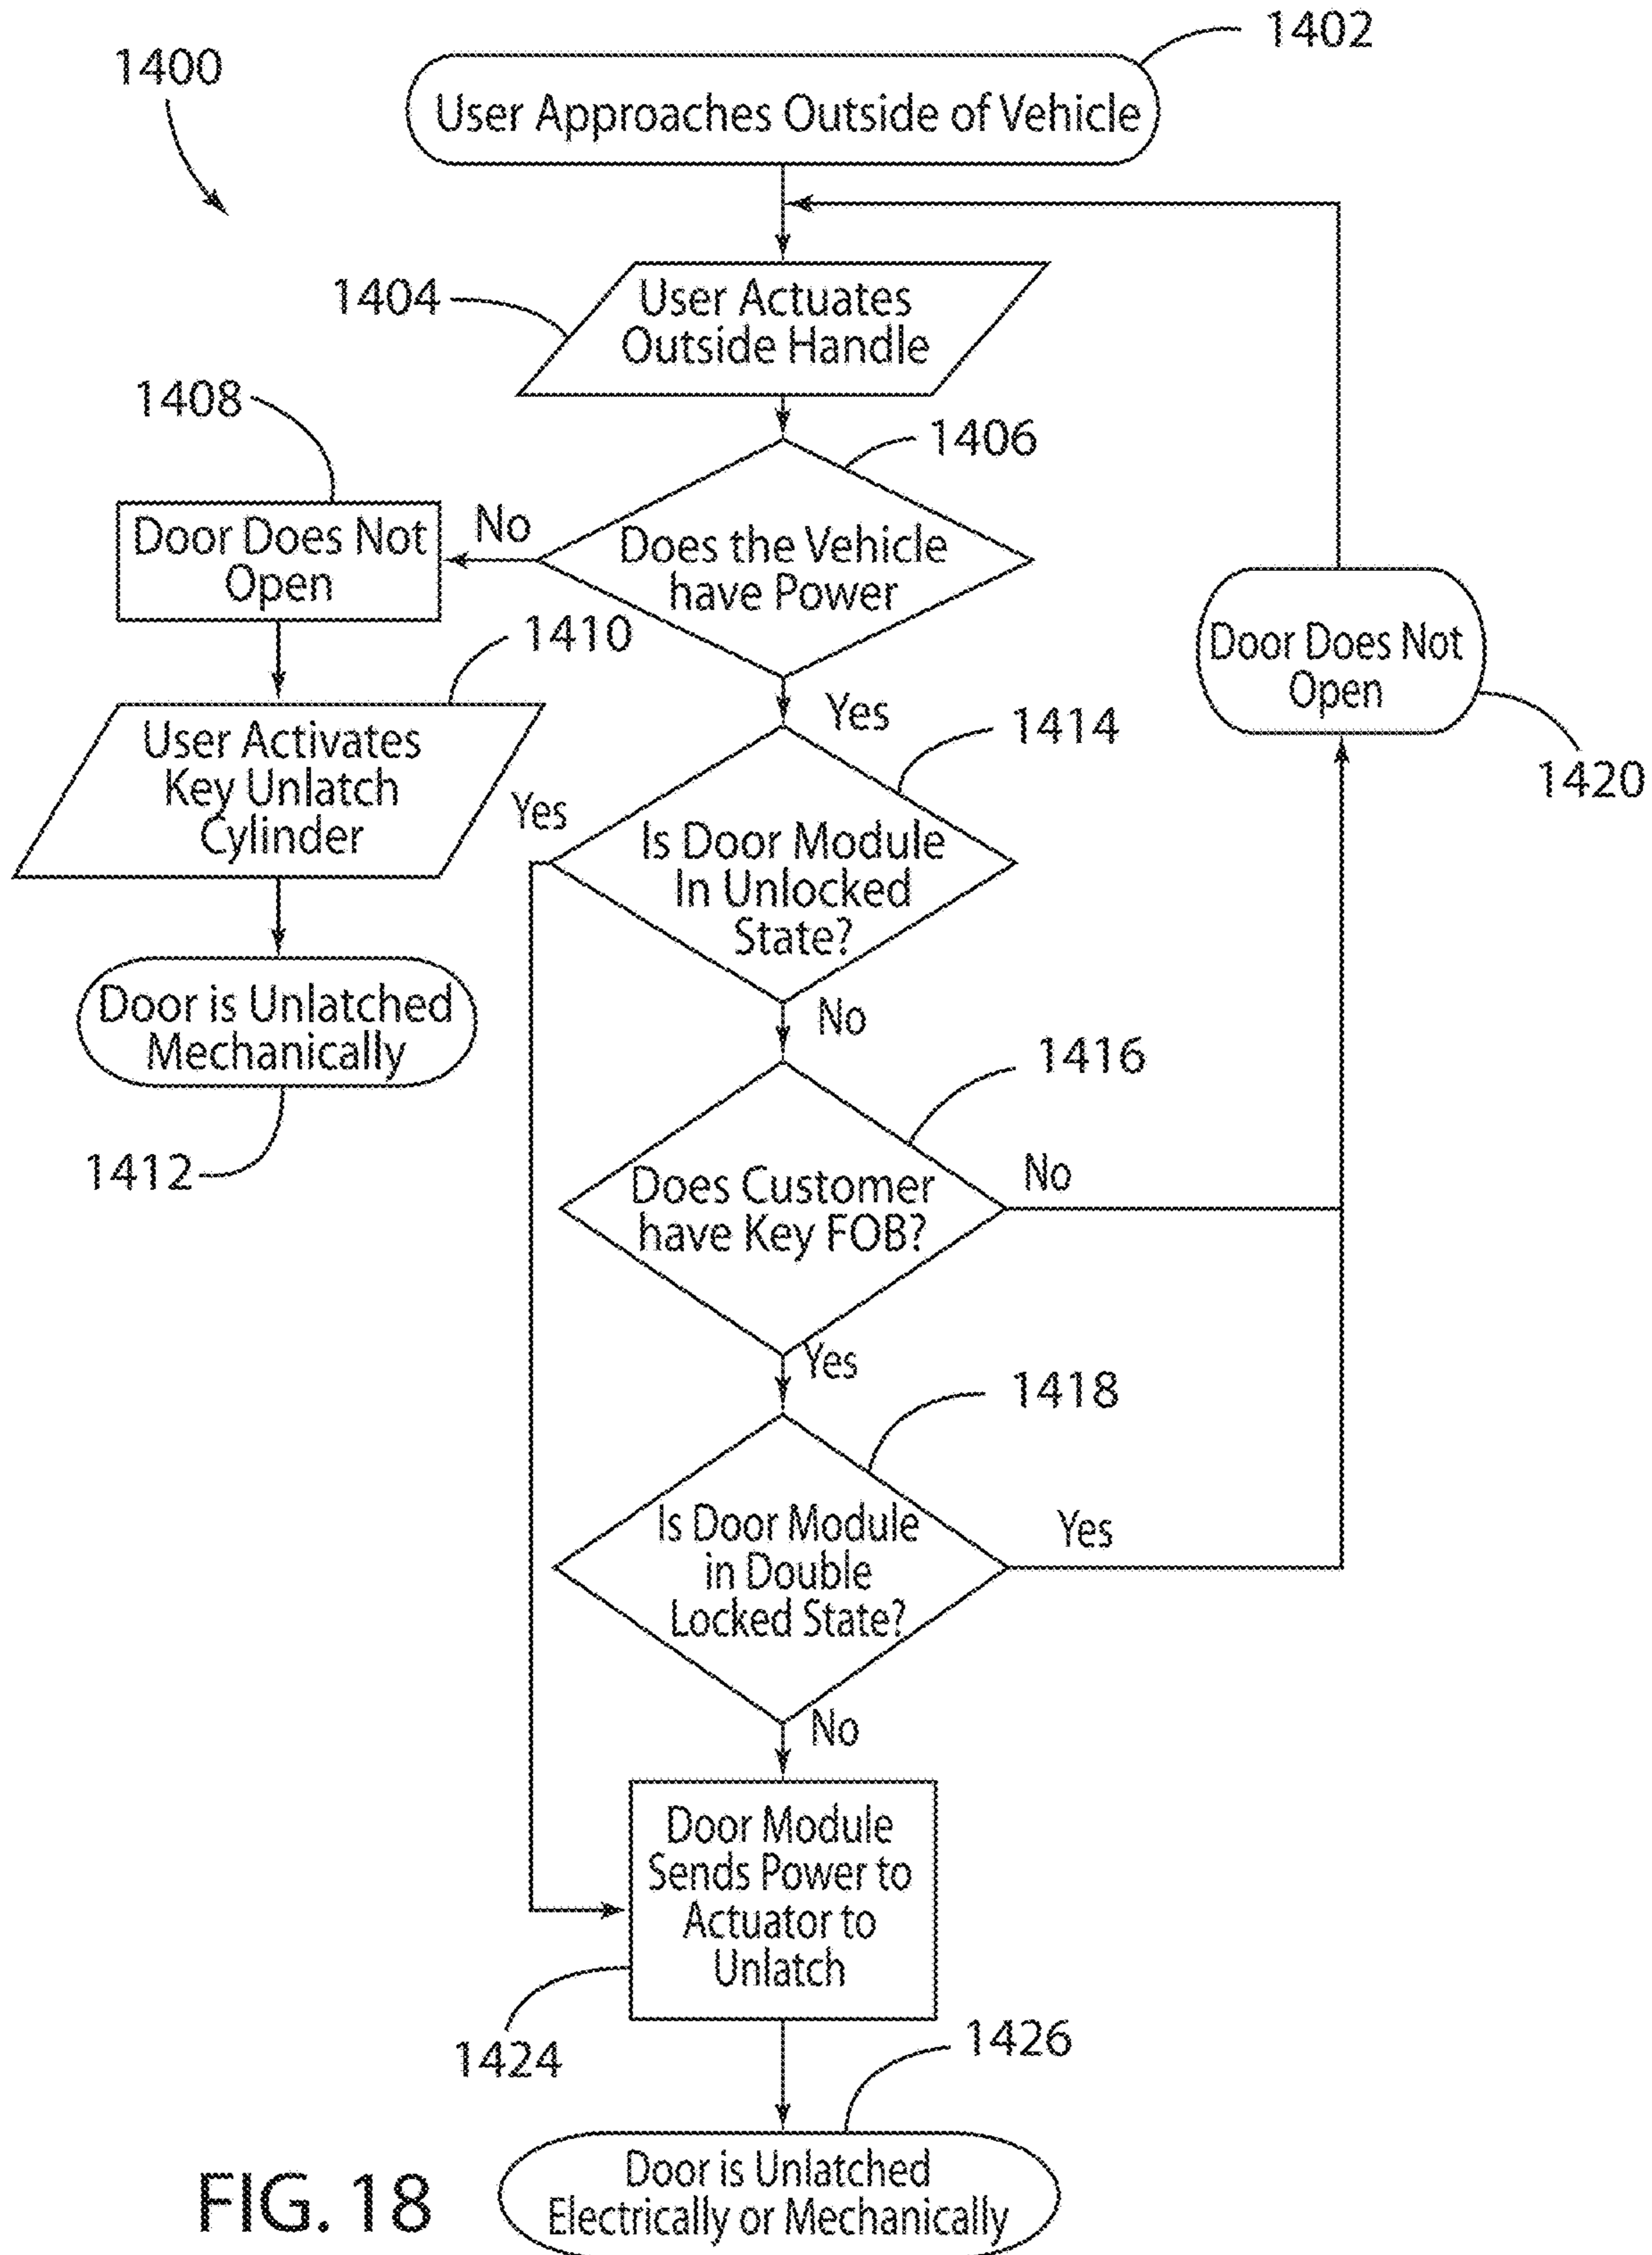 1400
1402
User Approaches Outside of Vehicle
1404
User Actuates
Outside Handle
1406
Does the Vehicle
have Power
No
1408
Door Does Not
Open
1410
User Activates
Key Unlatch
Cylinder
Door is Unlatched
Mechanically
1412
Yes
1414
Is Door Module
In Unlocked
State?
Yes
No
1416
Does Customer
have Key FOB?
No
Door Does Not
Open
1420
Yes
1418
Is Door Module
in Double
Locked State?
Yes
No
Door Module
Sends Power to
Actuator to
Unlatch
1424
1426
Door is Unlatched
Electrically or Mechanically
FIG. 18